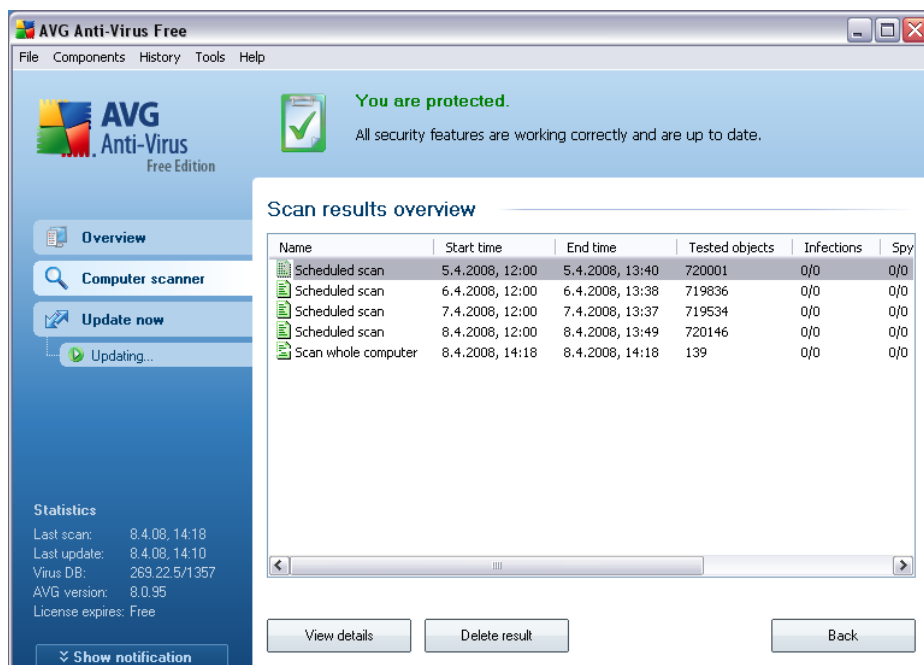 AVG Anti-Virus Free
File Components History Tools Help
AVG
Anti-Virus
Free Edition
You are protected.
All security features are working correctly and are up to date.
Overview
Computer scanner
Update now
Updating...
Scan results overview
Name Start time End time Tested objects Infections Spy
Scheduled scan 5.4.2008, 12:00 5.4.2008, 13:40 720001 0/0 0/0
Scheduled scan 6.4.2008, 12:00 6.4.2008, 13:38 719836 0/0 0/0
Scheduled scan 7.4.2008, 12:00 7.4.2008, 13:37 719534 0/0 0/0
Scheduled scan 8.4.2008, 12:00 8.4.2008, 13:49 720146 0/0 0/0
Scan whole computer 8.4.2008, 14:18 8.4.2008, 14:18 139 0/0 0/0
Statistics
Last scan: 8.4.08, 14:18
Last update: 8.4.08, 14:10
Virus DB: 269.22.5/1357
AVG version: 8.0.95
License expires: Free
Show notification
View details Delete result Back